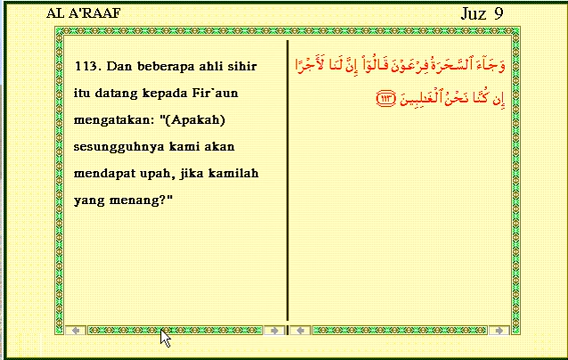 AL A'RAAF
Juz 9
113. Dan beberapa ahli sihir
itu datang kepada Fir`aun
mengatakan: "(Apakah)
sesungguhnya kami akan
mendapat upah, jika kamilah
yang menang?"
وَجَآءَ ٱلسَّحَرَةُ فِرْعَوْنَ قَالُوٓا۟ إِنَّ لَنَا لَأَجْرًا
إِن كُنَّا نَحْنُ ٱلْغَـٰلِبِينَ ١١٣